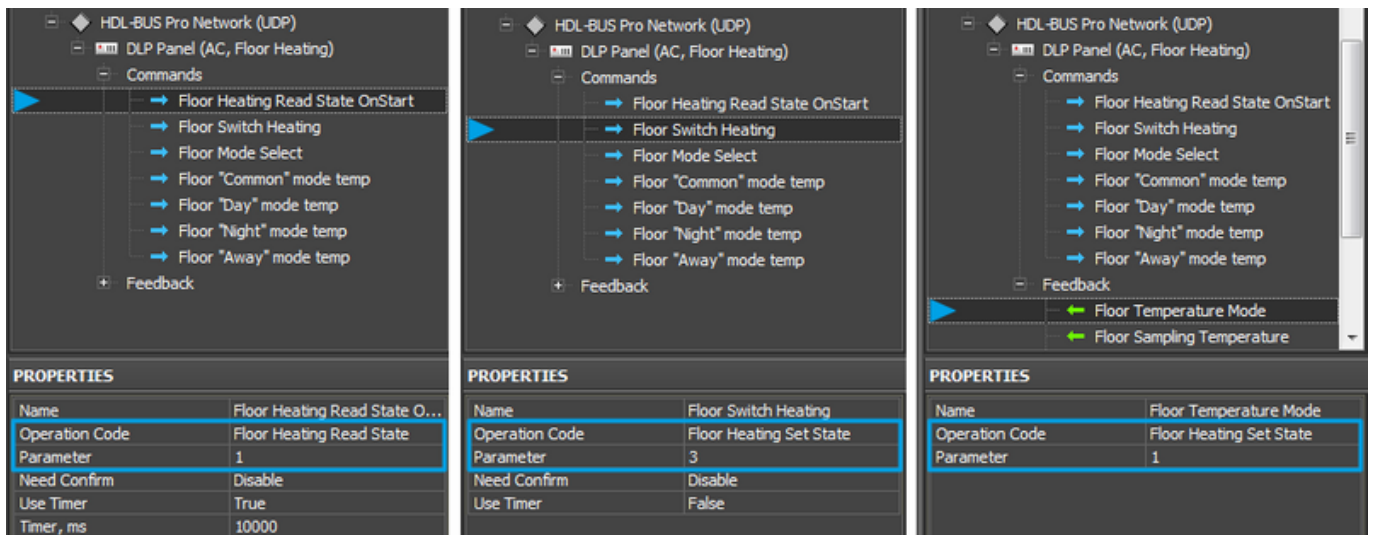 HDL-BUS Pro Network (UDP)
DLP Panel (AC, Floor Heating)
Commands
Floor Heating Read State OnStart
Floor Switch Heating
Floor Mode Select
Floor "Common" mode temp
Floor "Day" mode temp
Floor "Night" mode temp
Floor "Away" mode temp
Feedback
PROPERTIES
Name Floor Heating Read State O...
Operation Code Floor Heating Read State
Parameter 1
Need Confirm Disable
Use Timer True
Timer, ms 10000
HDL-BUS Pro Network (UDP)
DLP Panel (AC, Floor Heating)
Commands
Floor Heating Read State OnStart
Floor Switch Heating
Floor Mode Select
Floor "Common" mode temp
Floor "Day" mode temp
Floor "Night" mode temp
Floor "Away" mode temp
Feedback
PROPERTIES
Name Floor Switch Heating
Operation Code Floor Heating Set State
Parameter 3
Need Confirm Disable
Use Timer False
HDL-BUS Pro Network (UDP)
DLP Panel (AC, Floor Heating)
Commands
Floor Heating Read State OnStart
Floor Switch Heating
Floor Mode Select
Floor "Common" mode temp
Floor "Day" mode temp
Floor "Night" mode temp
Floor "Away" mode temp
Feedback
Floor Temperature Mode
Floor Sampling Temperature
PROPERTIES
Name Floor Temperature Mode
Operation Code Floor Heating Set State
Parameter 1